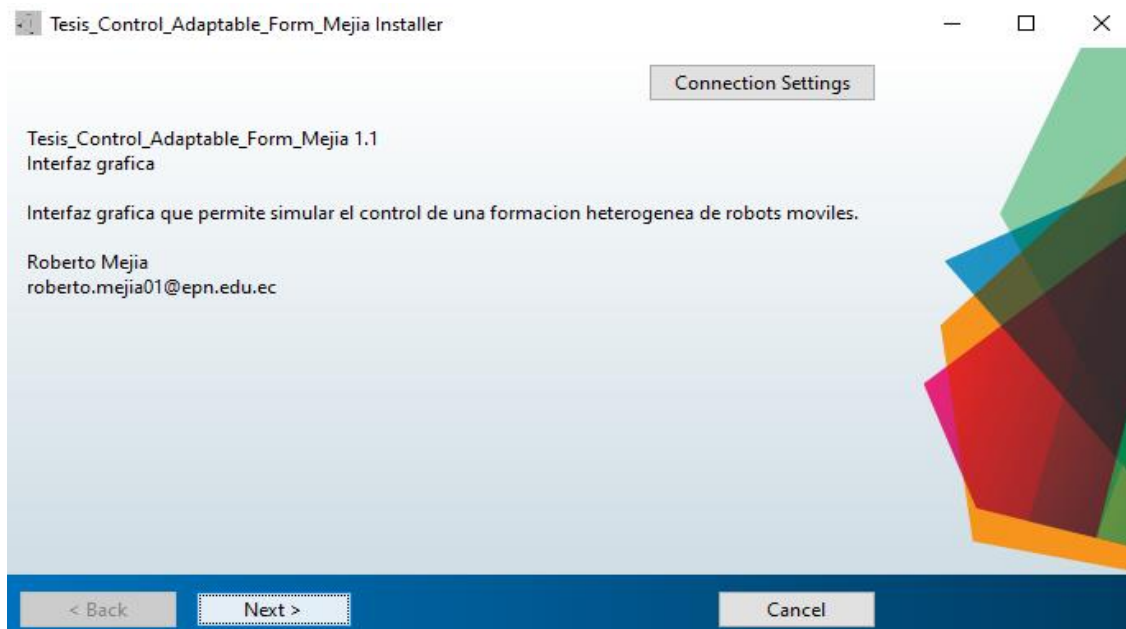 Tesis_Control_Adaptable_Form_Mejia Installer
Connection Settings
Tesis_Control_Adaptable_Form_Mejia 1.1
Interfaz grafica
Interfaz grafica que permite simular el control de una formacion heterogenea de robots moviles.
Roberto Mejia
roberto.mejia01@epn.edu.ec
< Back
Next >
Cancel